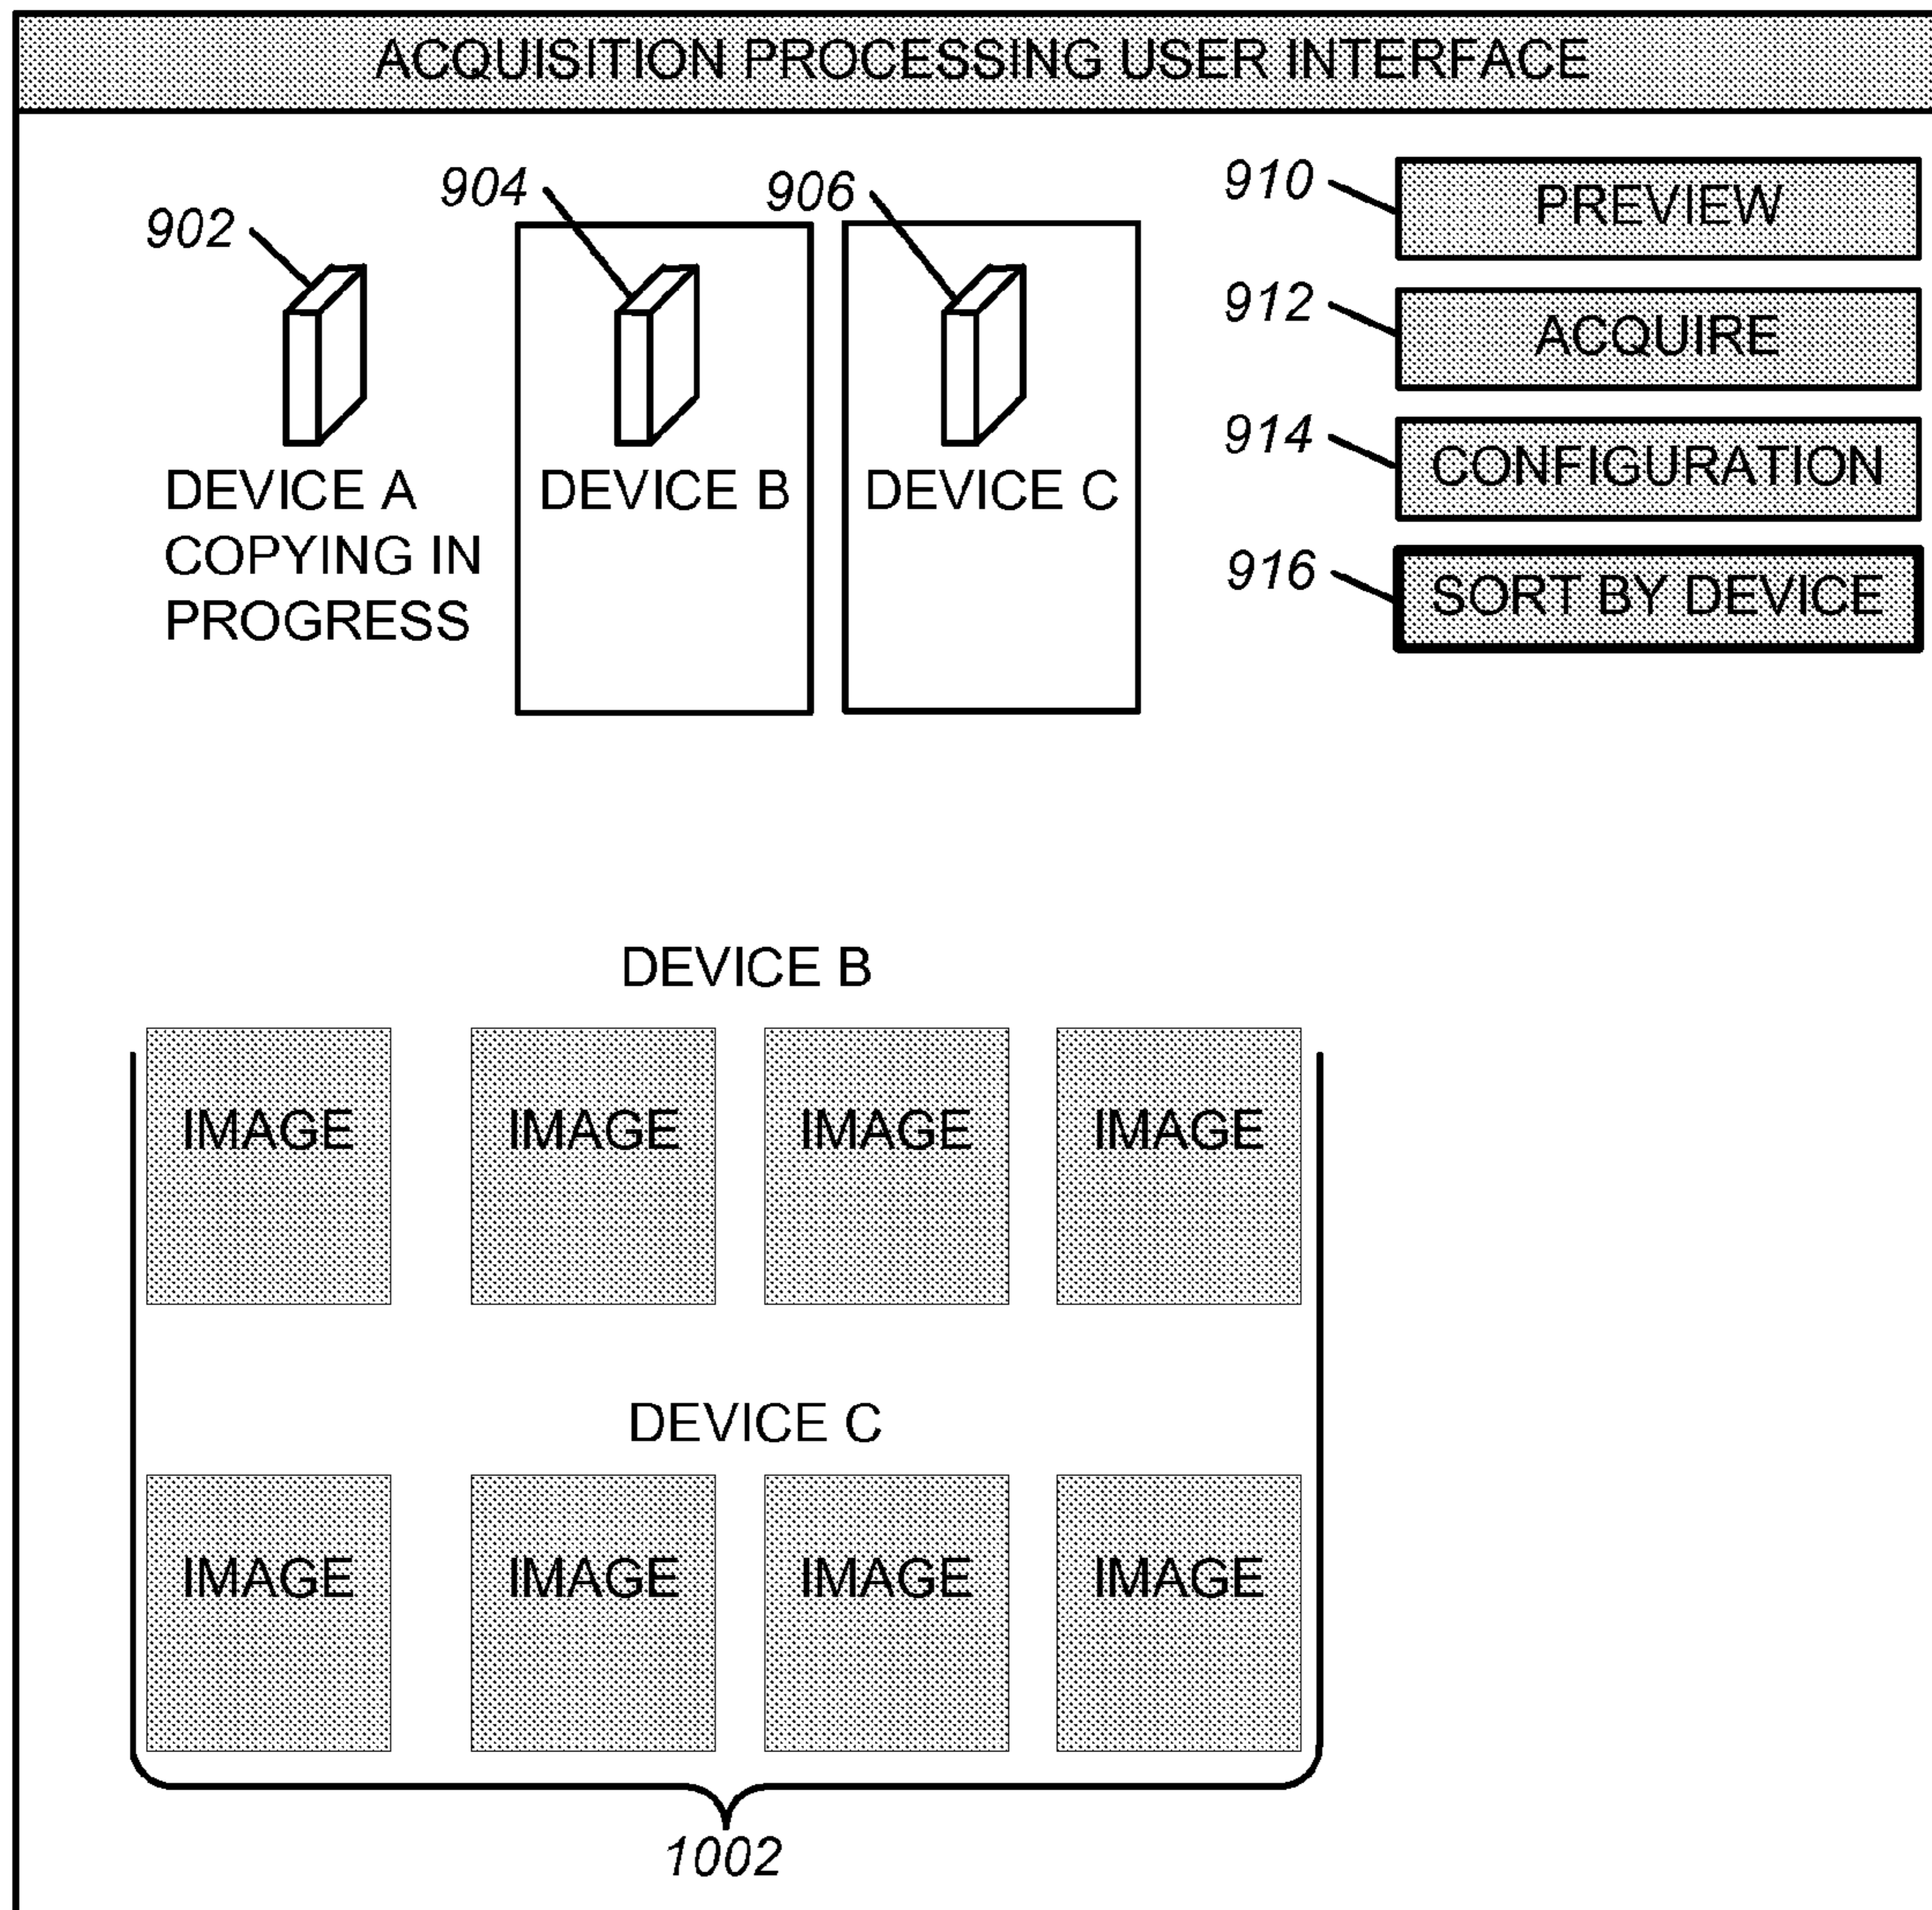 ACQUISITION PROCESSING USER INTERFACE
902
904
906
DEVICE A
COPYING IN
PROGRESS
DEVICE B
DEVICE C
910
PREVIEW
912
ACQUIRE
914
CONFIGURATION
916
SORT BY DEVICE
DEVICE B
IMAGE
IMAGE
IMAGE
IMAGE
DEVICE C
IMAGE
IMAGE
IMAGE
IMAGE
1002